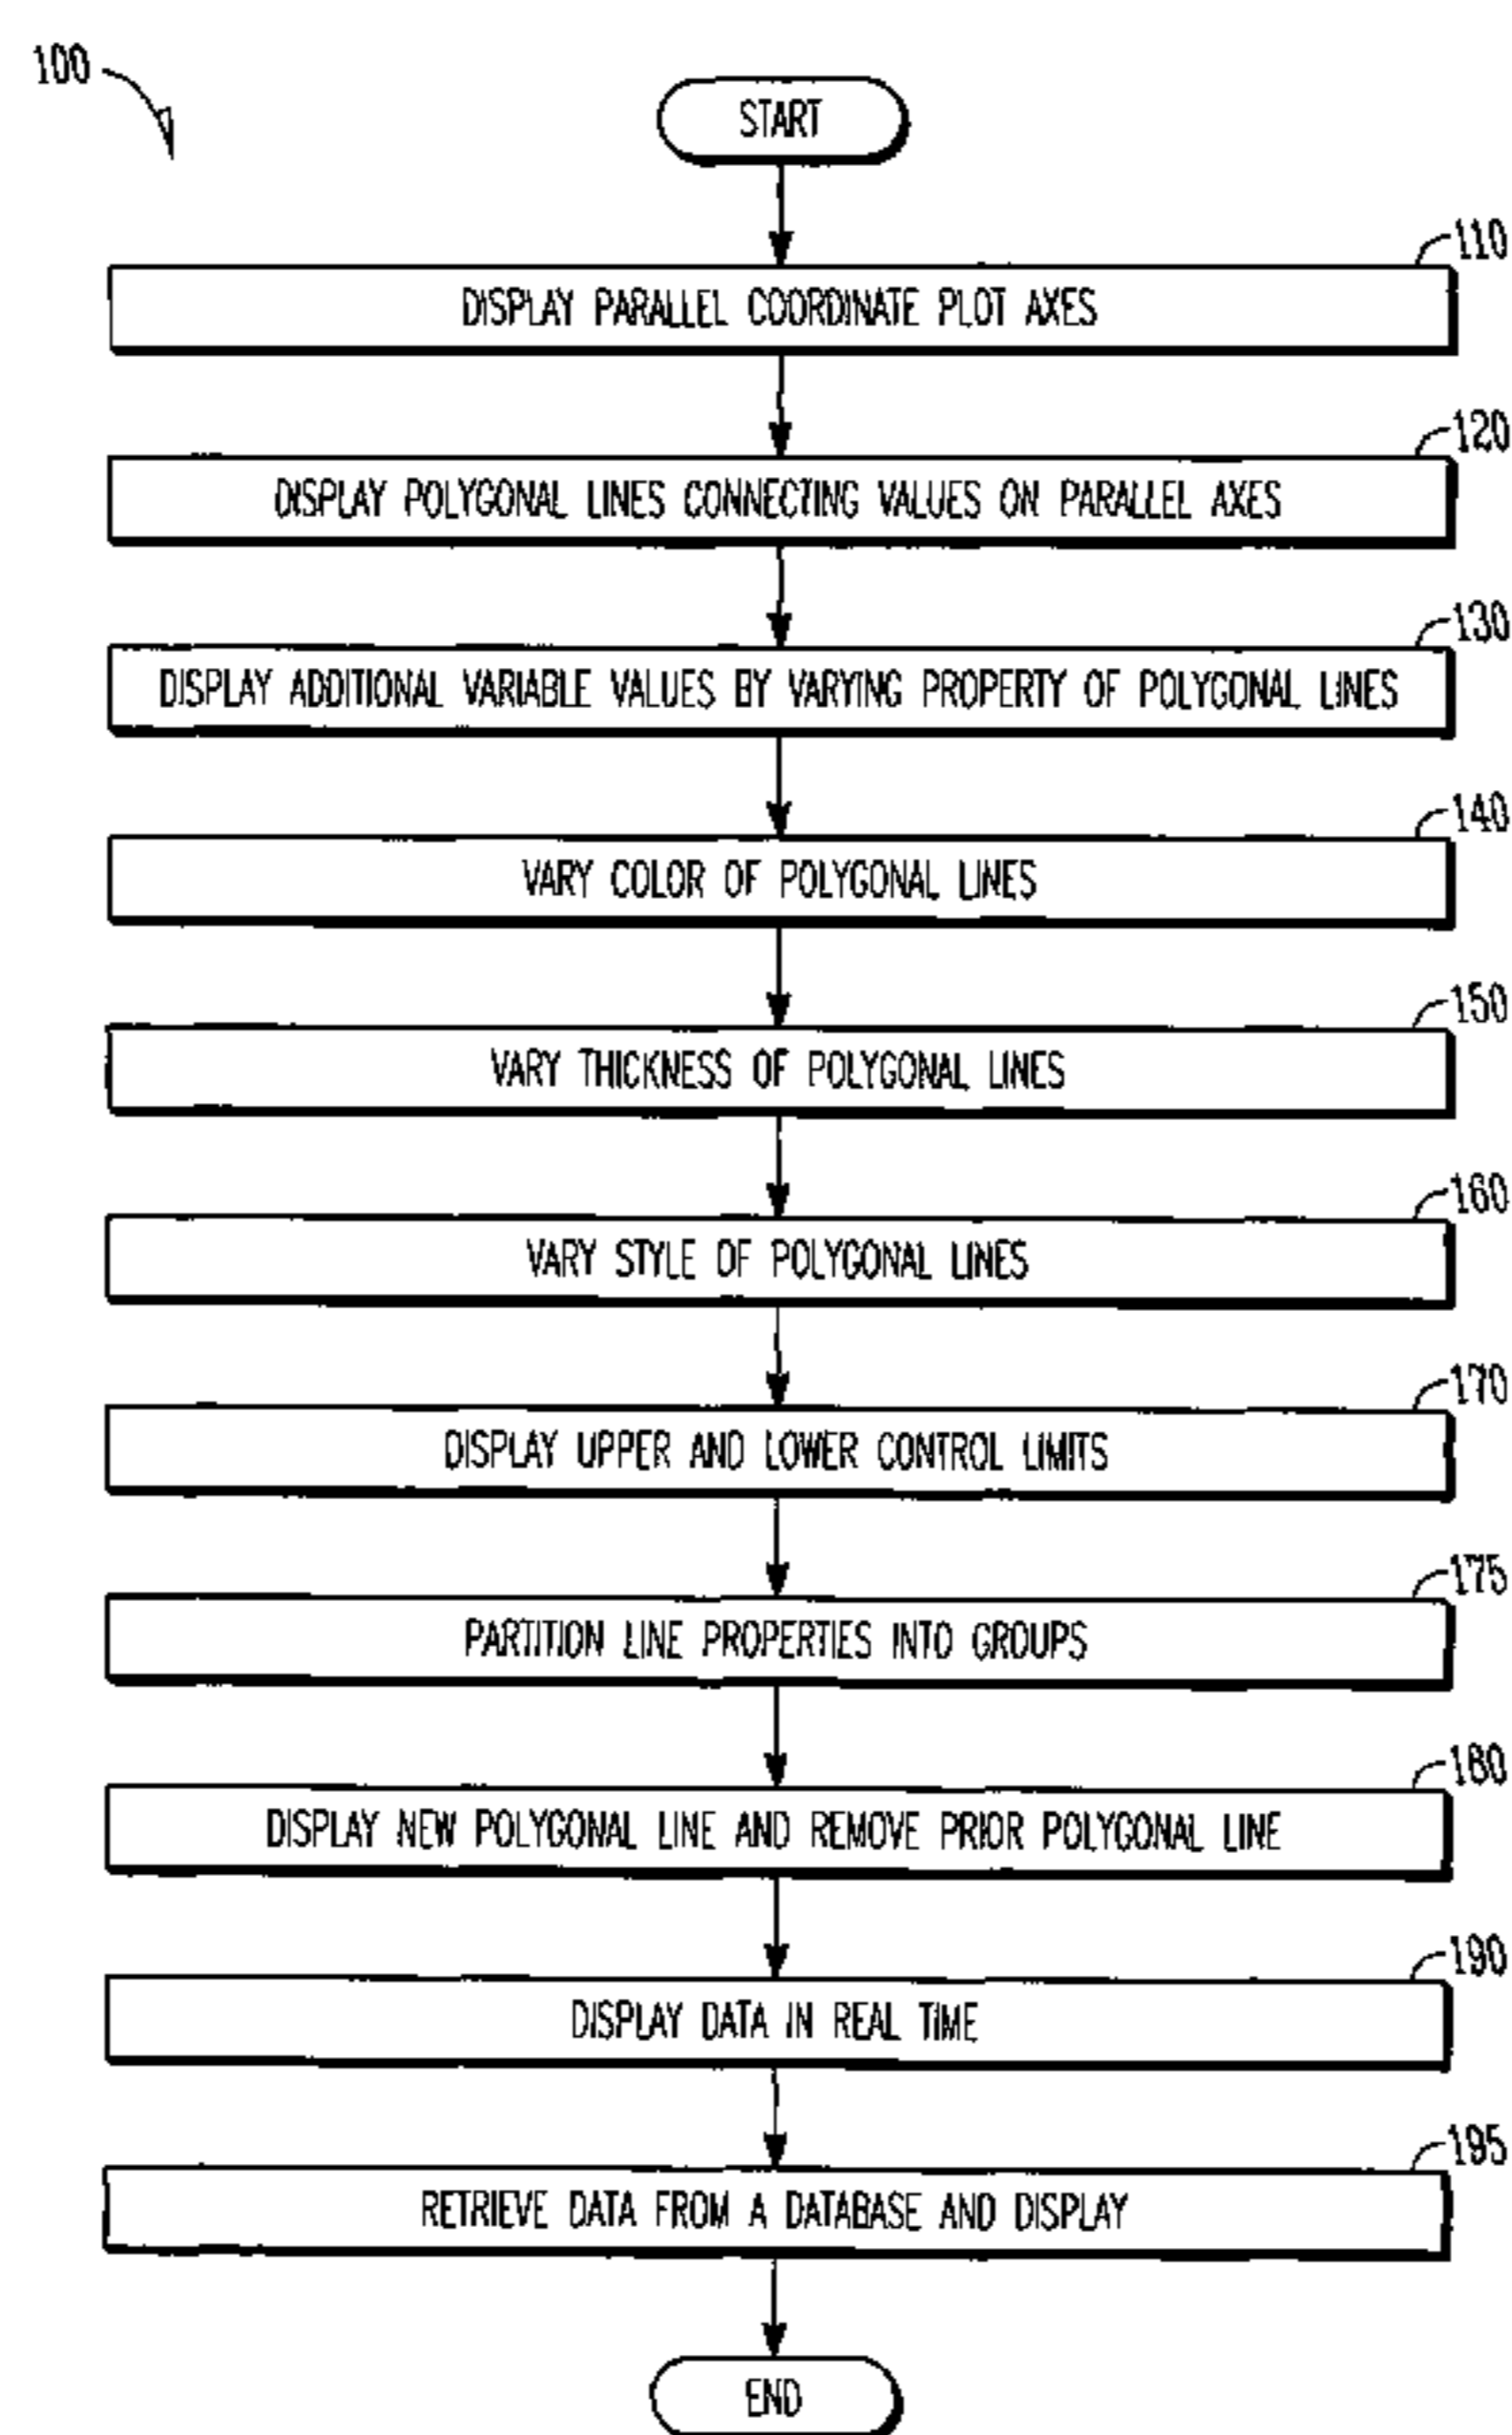 100
START
110
DISPLAY PARALLEL COORDINATE PLOT AXES
120
DISPLAY POLYGONAL LINES CONNECTING VALUES ON PARALLEL AXES
130
DISPLAY ADDITIONAL VARIABLE VALUES BY VARYING PROPERTY OF POLYGONAL LINES
140
VARY COLOR OF POLYGONAL LINES
150
VARY THICKNESS OF POLYGONAL LINES
160
VARY STYLE OF POLYGONAL LINES
170
DISPLAY UPPER AND LOWER CONTROL LIMITS
175
PARTITION LINE PROPERTIES INTO GROUPS
180
DISPLAY NEW POLYGONAL LINE AND REMOVE PRIOR POLYGONAL LINE
190
DISPLAY DATA IN REAL TIME
195
RETRIEVE DATA FROM A DATABASE AND DISPLAY
END